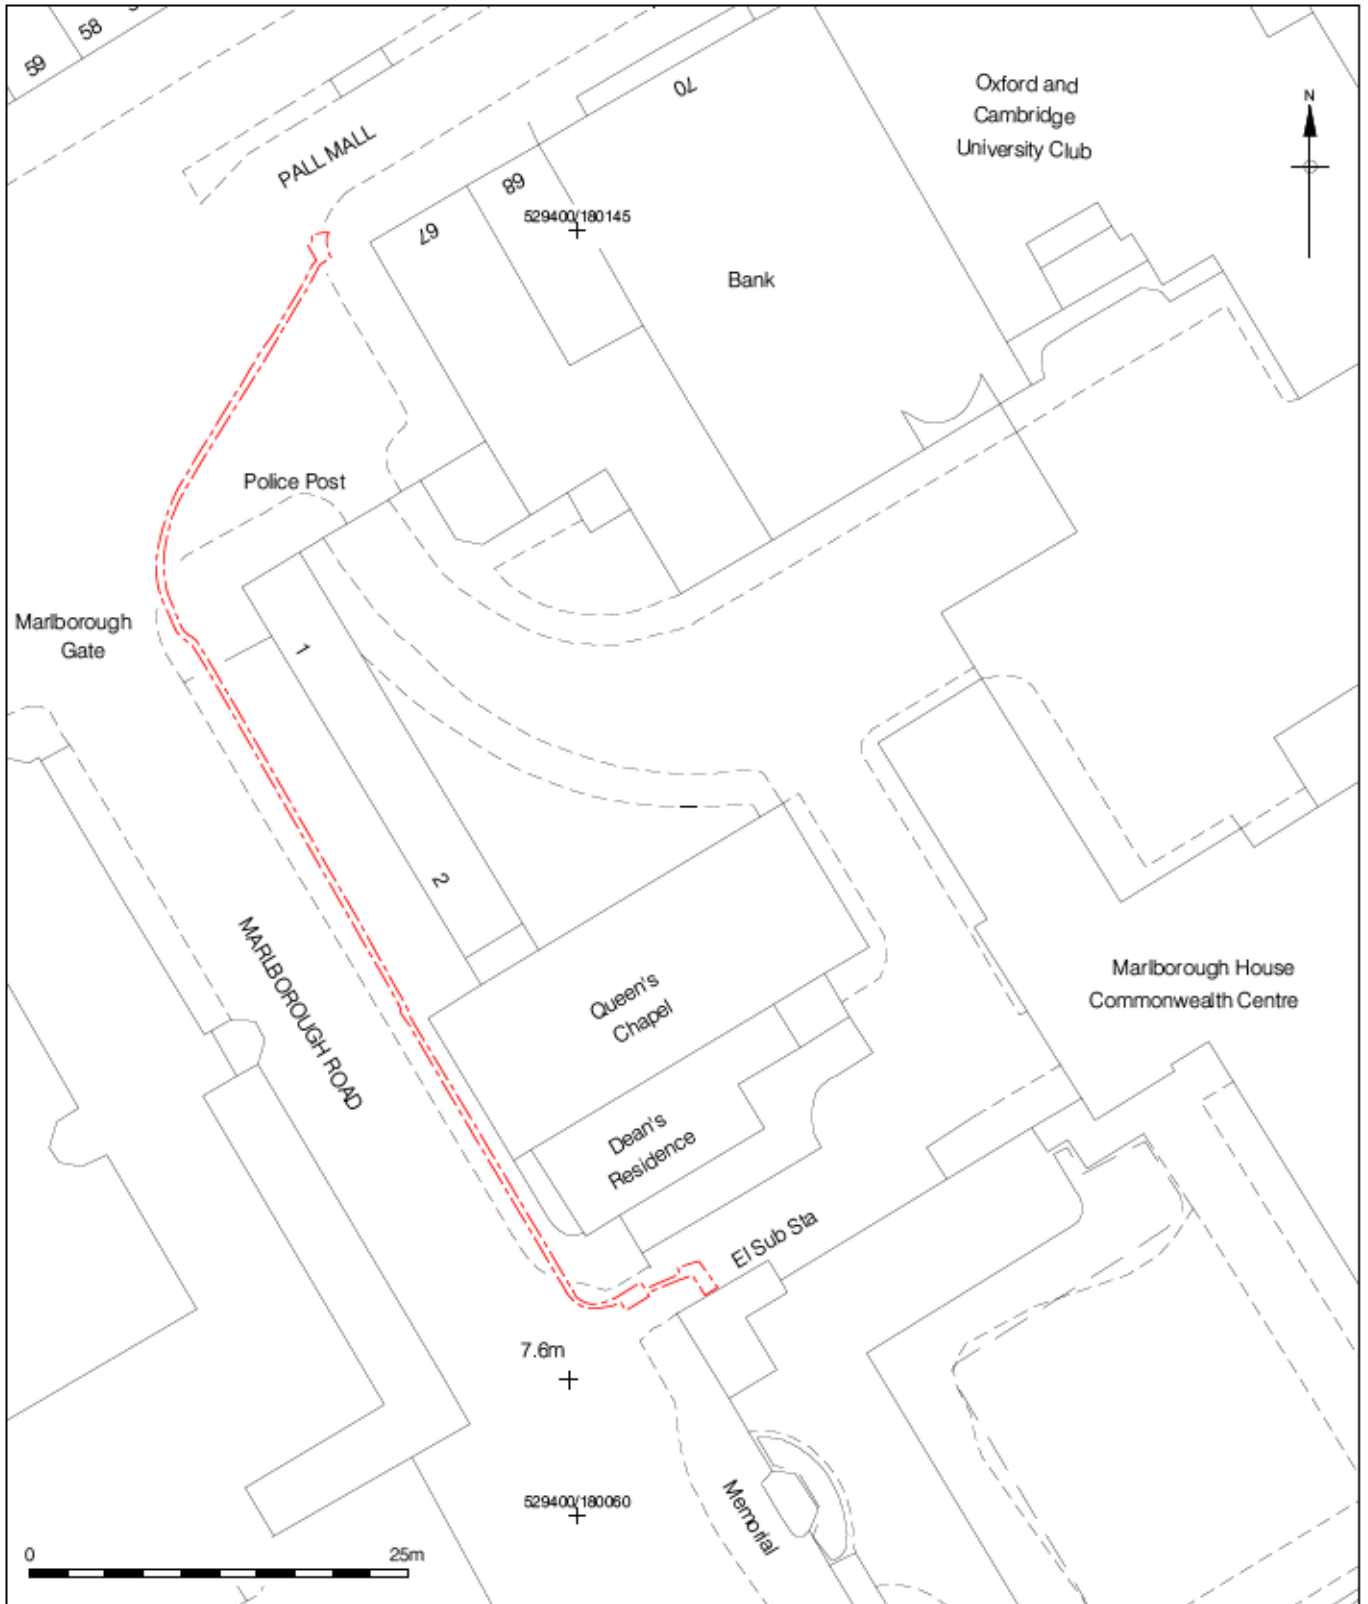 59
58
70
Oxford and
Cambridge
University Club
N
PALL MALL
68
67
529400/180145
Bank
Police Post
Marlborough
Gate
1
2
MARLBOROUGH ROAD
Queen's
Chapel
Marlborough House
Commonwealth Centre
Dean's
Residence
El Sub Sta
7.6m
Memorial
529400/180060
0
25m